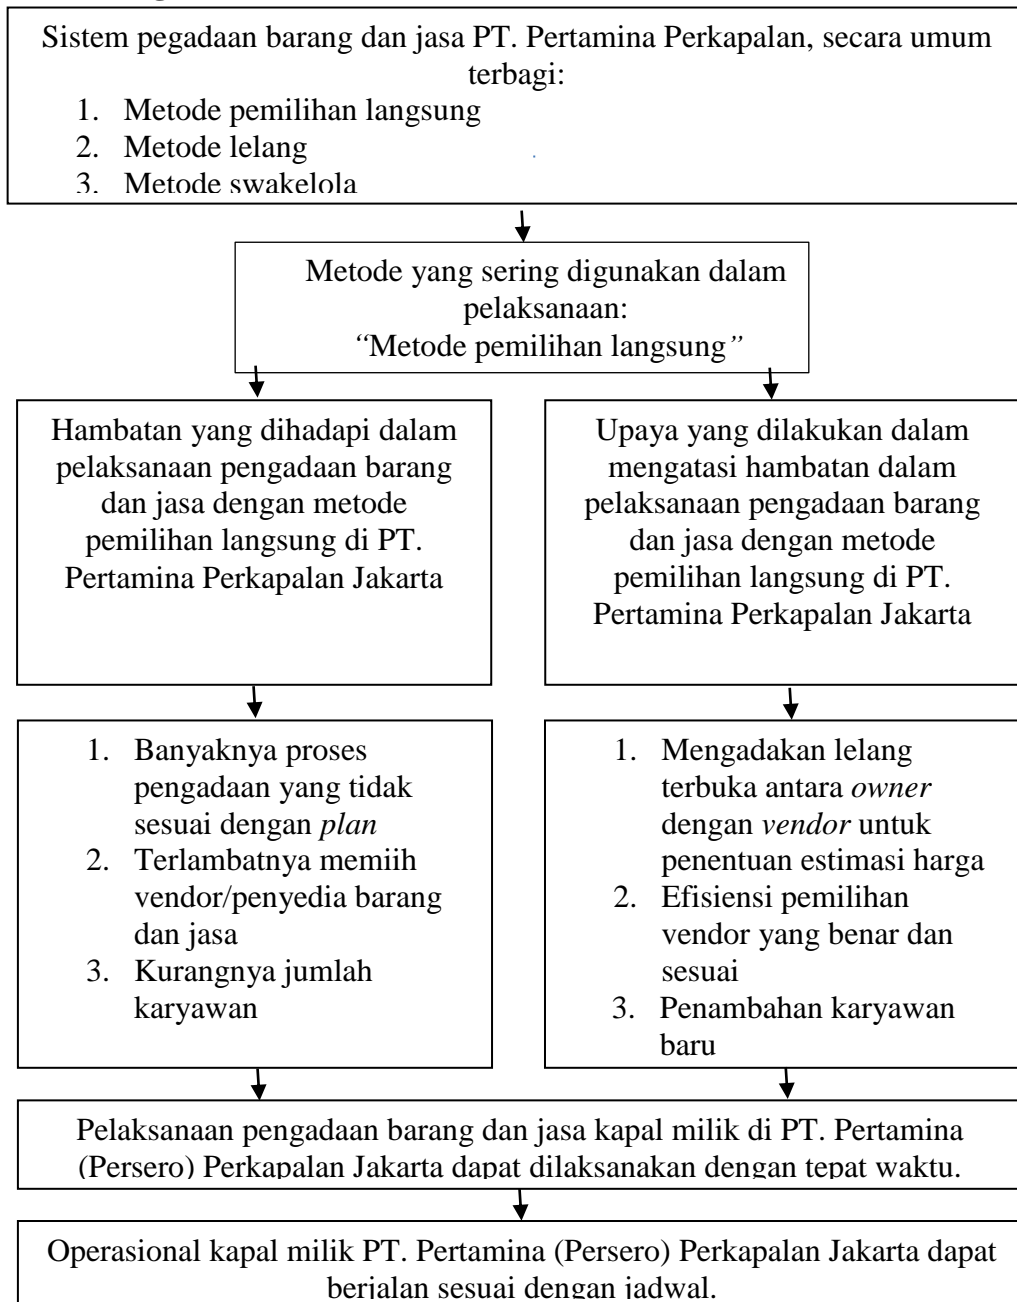 Sistem pegadaan barang dan jasa PT. Pertamina Perkapalan, secara umum
terbagi:
1. Metode pemilihan langsung
2. Metode lelang
3. Metode swakelola
Metode yang sering digunakan dalam
pelaksanaan:
“Metode pemilihan langsung”
Hambatan yang dihadapi dalam
pelaksanaan pengadaan barang
dan jasa dengan metode
pemilihan langsung di PT.
Pertamina Perkapalan Jakarta
Upaya yang dilakukan dalam
mengatasi hambatan dalam
pelaksanaan pengadaan barang
dan jasa dengan metode
pemilihan langsung di PT.
Pertamina Perkapalan Jakarta
1. Banyaknya proses
pengadaan yang tidak
sesuai dengan plan
2. Terlambatnya memiih
vendor/penyedia barang
dan jasa
3. Kurangnya jumlah
karyawan
1. Mengadakan lelang
terbuka antara owner
dengan vendor untuk
penentuan estimasi harga
2. Efisiensi pemilihan
vendor yang benar dan
sesuai
3. Penambahan karyawan
baru
Pelaksanaan pengadaan barang dan jasa kapal milik di PT. Pertamina
(Persero) Perkapalan Jakarta dapat dilaksanakan dengan tepat waktu.
Operasional kapal milik PT. Pertamina (Persero) Perkapalan Jakarta dapat
berjalan sesuai dengan jadwal.